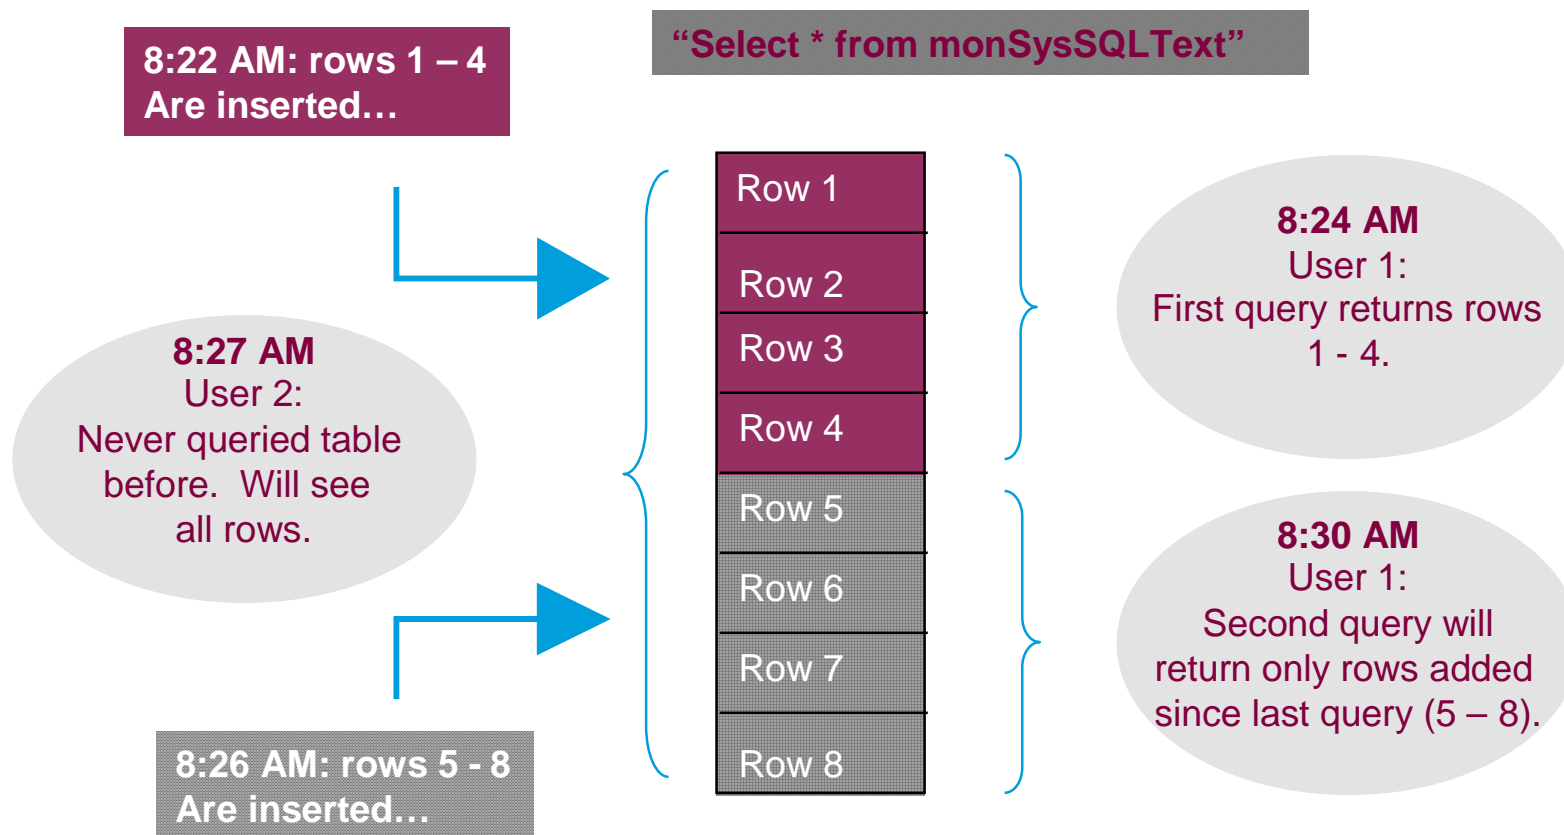 8:22 AM: rows 1 – 4
Are inserted…
“Select * from monSysSQLText”
Row 1
Row 2
Row 3
Row 4
Row 5
Row 6
Row 7
Row 8
8:24 AM
User 1:
First query returns rows
1 - 4.
8:27 AM
User 2:
Never queried table
before. Will see
all rows.
8:30 AM
User 1:
Second query will
return only rows added
since last query (5 – 8).
8:26 AM: rows 5 - 8
Are inserted…